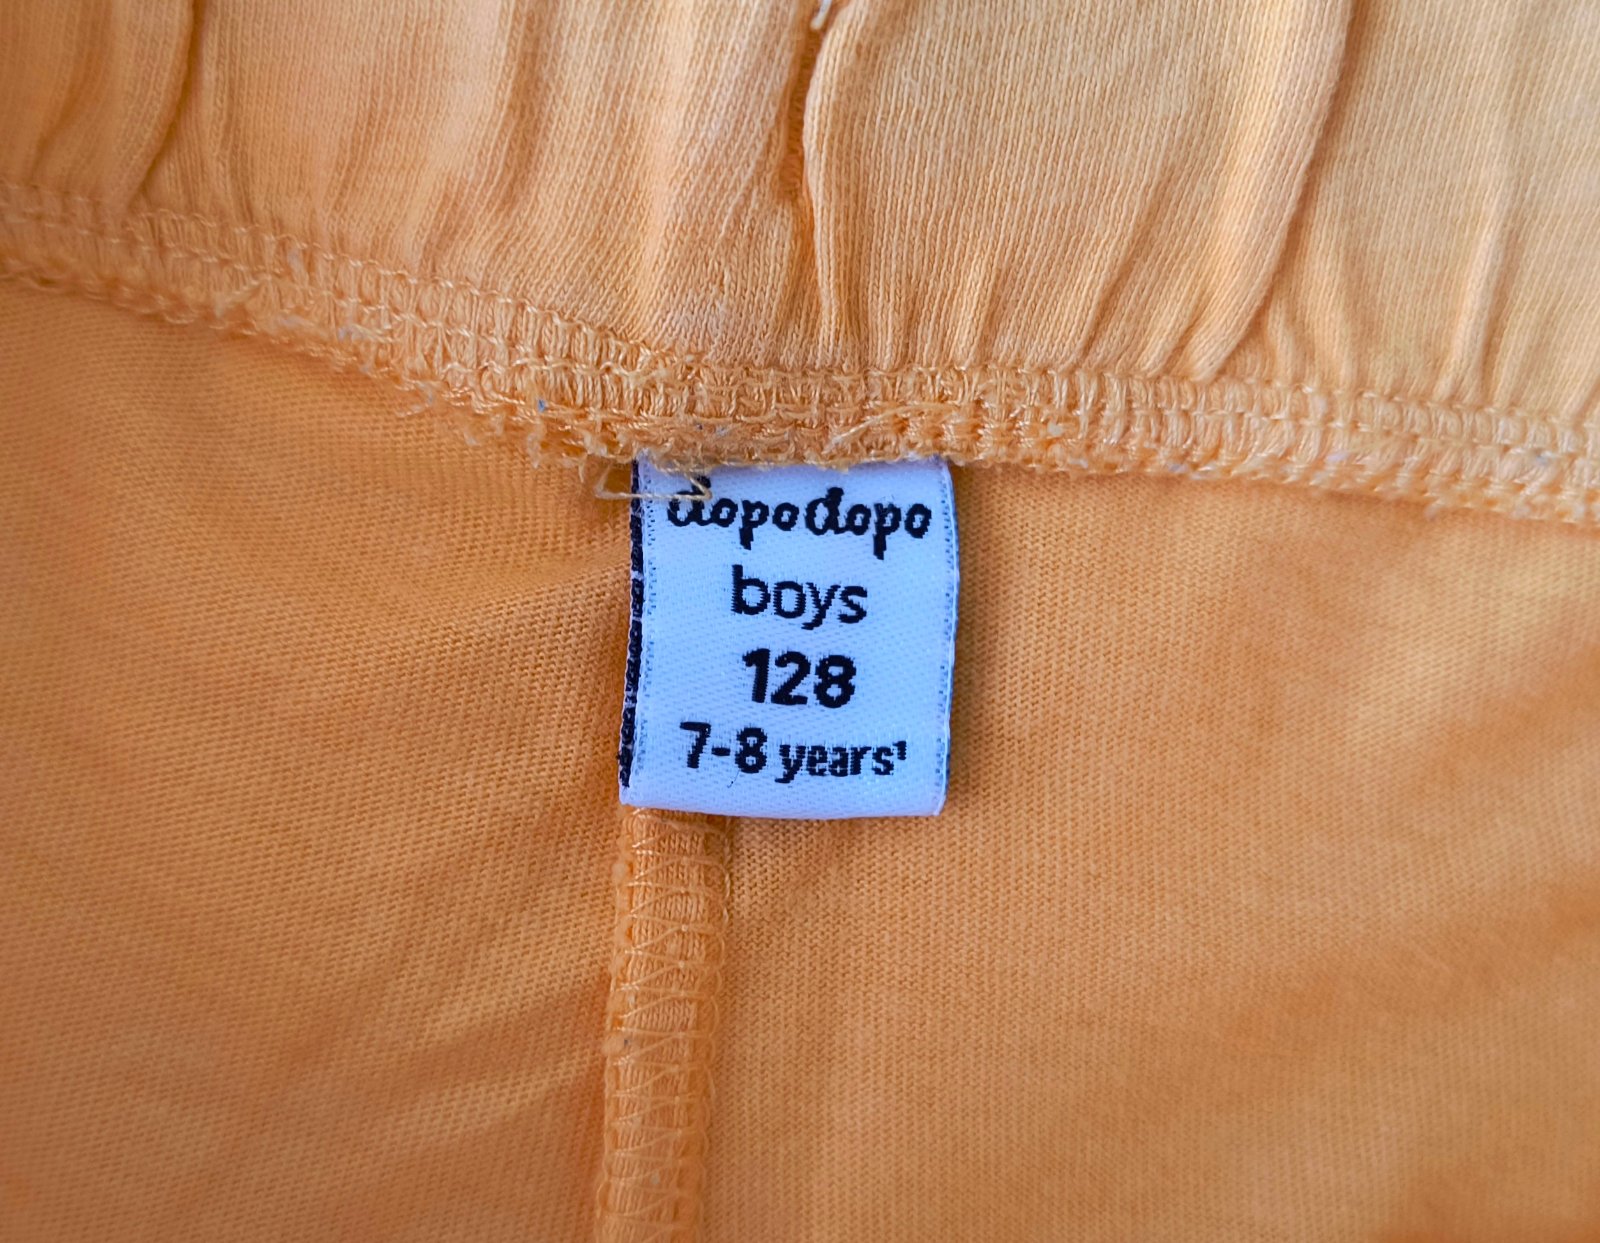 dopodopo
boys
128
7-8 years¹